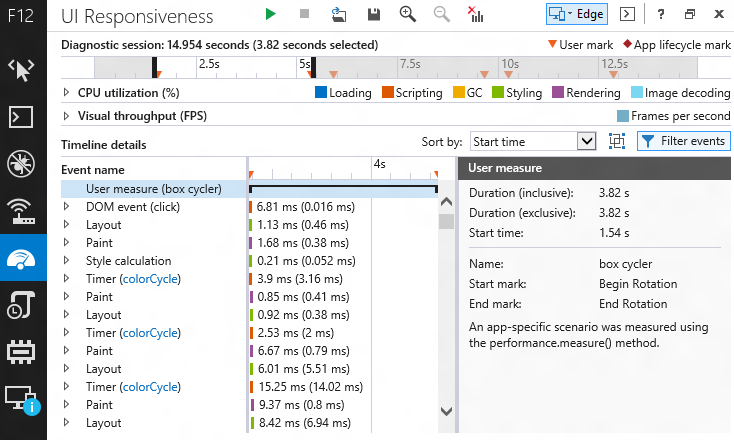 F12
UI Responsiveness
Edge
?
Diagnostic session: 14.954 seconds (3.82 seconds selected)
User mark
App lifecycle mark
2.5s
5s
7.5s
10s
12.5s
CPU utilization (%)
Loading
Scripting
GC
Styling
Rendering
Image decoding
Visual throughput (FPS)
Frames per second
Timeline details
Sort by:
Start time
Filter events
Event name
4s
User measure (box cycler)
DOM event (click) 6.81 ms (0.016 ms)
Layout 1.13 ms (0.46 ms)
Paint 1.68 ms (0.38 ms)
Style calculation 0.21 ms (0.052 ms)
Timer (colorCycle) 3.9 ms (3.16 ms)
Paint 0.85 ms (0.41 ms)
Layout 0.92 ms (0.38 ms)
Timer (colorCycle) 2.53 ms (2 ms)
Paint 6.67 ms (0.79 ms)
Layout 6.01 ms (5.51 ms)
Timer (colorCycle) 15.25 ms (14.02 ms)
Paint 9.37 ms (0.8 ms)
Layout 8.42 ms (6.94 ms)
User measure
Duration (inclusive): 3.82 s
Duration (exclusive): 3.82 s
Start time: 1.54 s
Name: box cycler
Start mark: Begin Rotation
End mark: End Rotation
An app-specific scenario was measured using
the performance.measure() method.